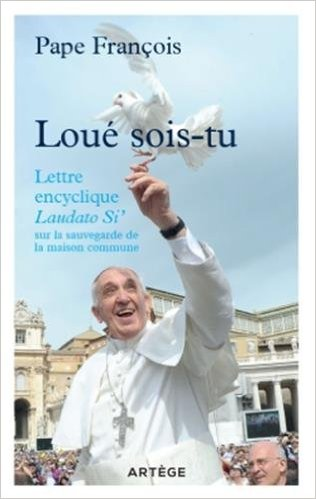 Pape François
Loué sois-tu
Lettre
encyclique
Laudato Si’
sur la sauvegarde de
la maison commune
ARTÈGE